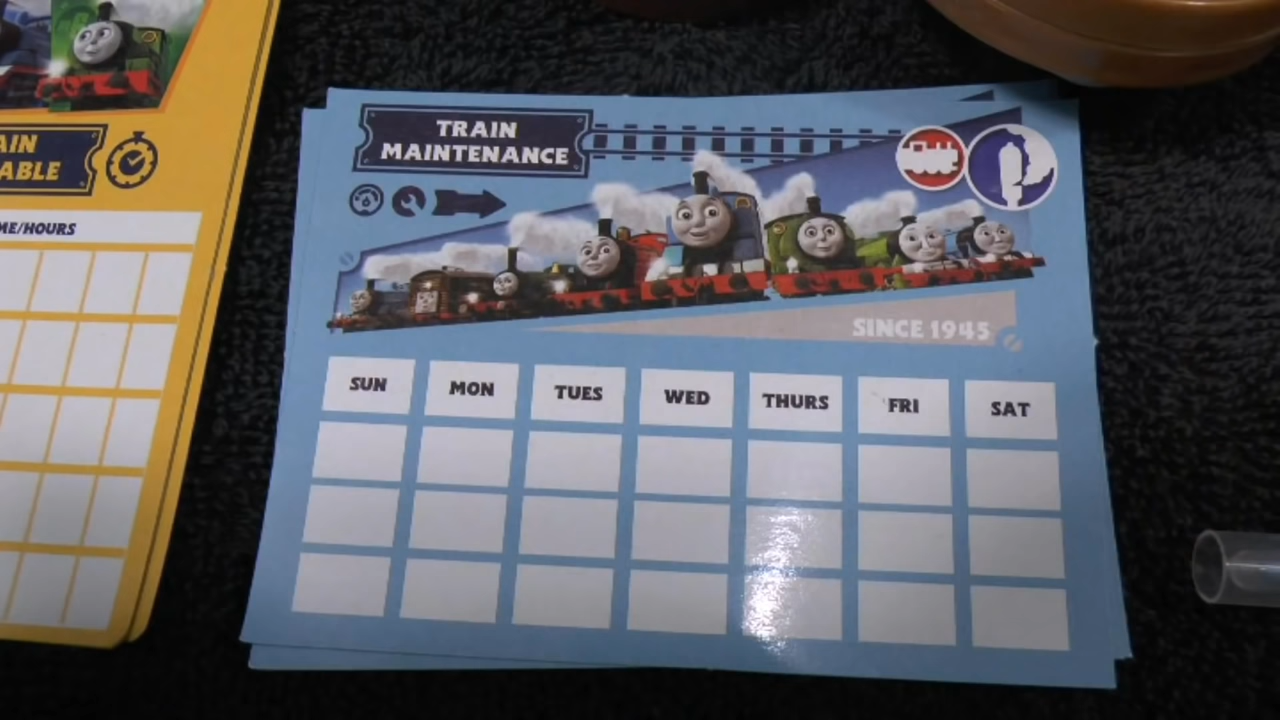 AIN
ABLE
ME/HOURS
TRAIN
MAINTENANCE
SINCE 1945
SUN MON TUES WED THURS FRI SAT